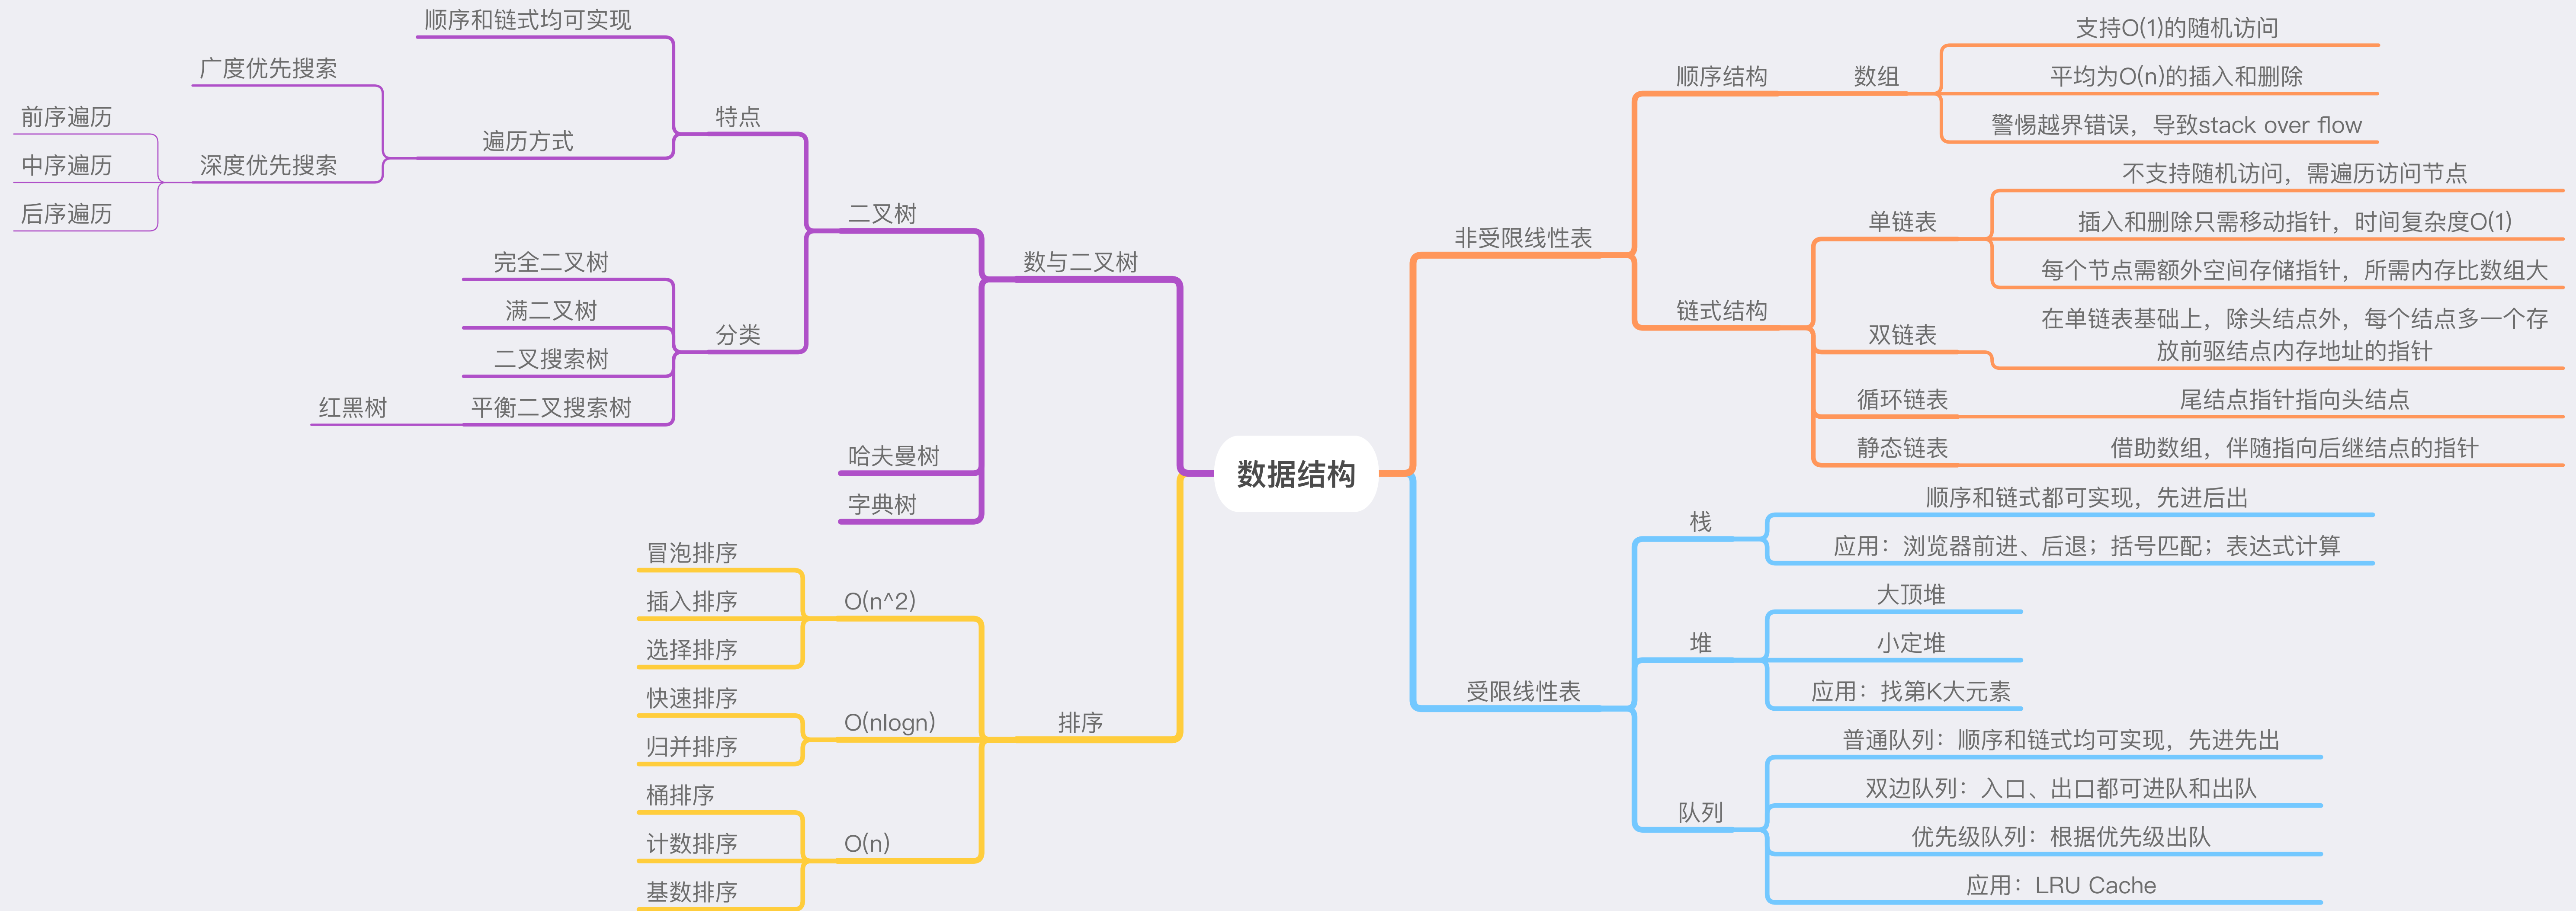 数据结构
非受限线性表
顺序结构
数组
支持O(1)的随机访问
平均为O(n)的插入和删除
警惕越界错误，导致stack over flow
链式结构
单链表
不支持随机访问，需遍历访问节点
插入和删除只需移动指针，时间复杂度O(1)
每个节点需额外空间存储指针，所需内存比数组大
双链表
在单链表基础上，除头结点外，每个结点多一个存
放前驱结点内存地址的指针
循环链表
尾结点指针指向头结点
静态链表
借助数组，伴随指向后继结点的指针
受限线性表
栈
顺序和链式都可实现，先进后出
应用：浏览器前进、后退；括号匹配；表达式计算
堆
大顶堆
小定堆
应用：找第K大元素
队列
普通队列：顺序和链式均可实现，先进先出
双边队列：入口、出口都可进队和出队
优先级队列：根据优先级出队
应用：LRU Cache
数与二叉树
二叉树
特点
顺序和链式均可实现
遍历方式
广度优先搜索
深度优先搜索
前序遍历
中序遍历
后序遍历
分类
完全二叉树
满二叉树
二叉搜索树
平衡二叉搜索树
红黑树
哈夫曼树
字典树
排序
O(n^2)
冒泡排序
插入排序
选择排序
O(nlogn)
快速排序
归并排序
O(n)
桶排序
计数排序
基数排序